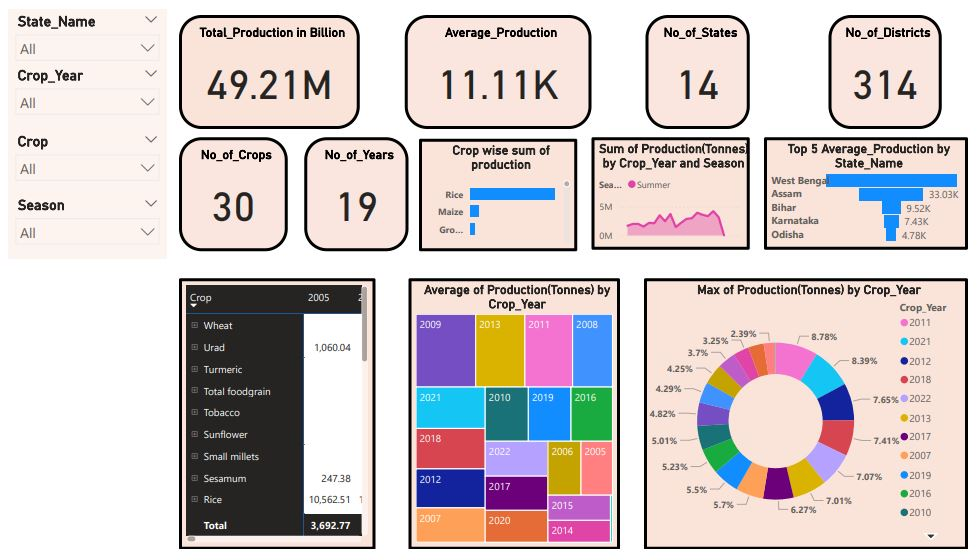 State_Name
All
Crop_Year
All
Crop
All
Season
All
Total_Production in Billion
49.21M
Average_Production
11.11K
No_of_States
14
No_of_Districts
314
No_of_Crops
30
No_of_Years
19
Crop wise sum of
production
Rice
Maize
Gro...
Sum of Production(Tonnes)
by Crop_Year and Season
Sea...
Summer
5M
0M
Top 5 Average_Production by
State_Name
West Bengal
Assam
33.03K
Bihar
9.52K
Karnataka
7.43K
Odisha
4.78K
Crop 2005 2
Wheat
Urad 1,060.04
Turmeric
Total foodgrain
Tobacco
Sunflower
Small millets
Sesamum 247.38
Rice 10,562.51 1
Total 3,692.77
Average of Production(Tonnes) by
Crop_Year
2009
2013
2011
2008
2021
2010
2019
2016
2018
2022
2006
2005
2012
2017
2015
2007
2020
2014
Max of Production(Tonnes) by Crop_Year
8.78%
8.39%
7.65%
7.41%
7.07%
7.01%
6.27%
5.7%
5.5%
5.23%
5.01%
4.82%
4.29%
4.25%
3.7%
3.25%
2.39%
Crop_Year
2011
2021
2012
2018
2022
2013
2017
2007
2019
2016
2010